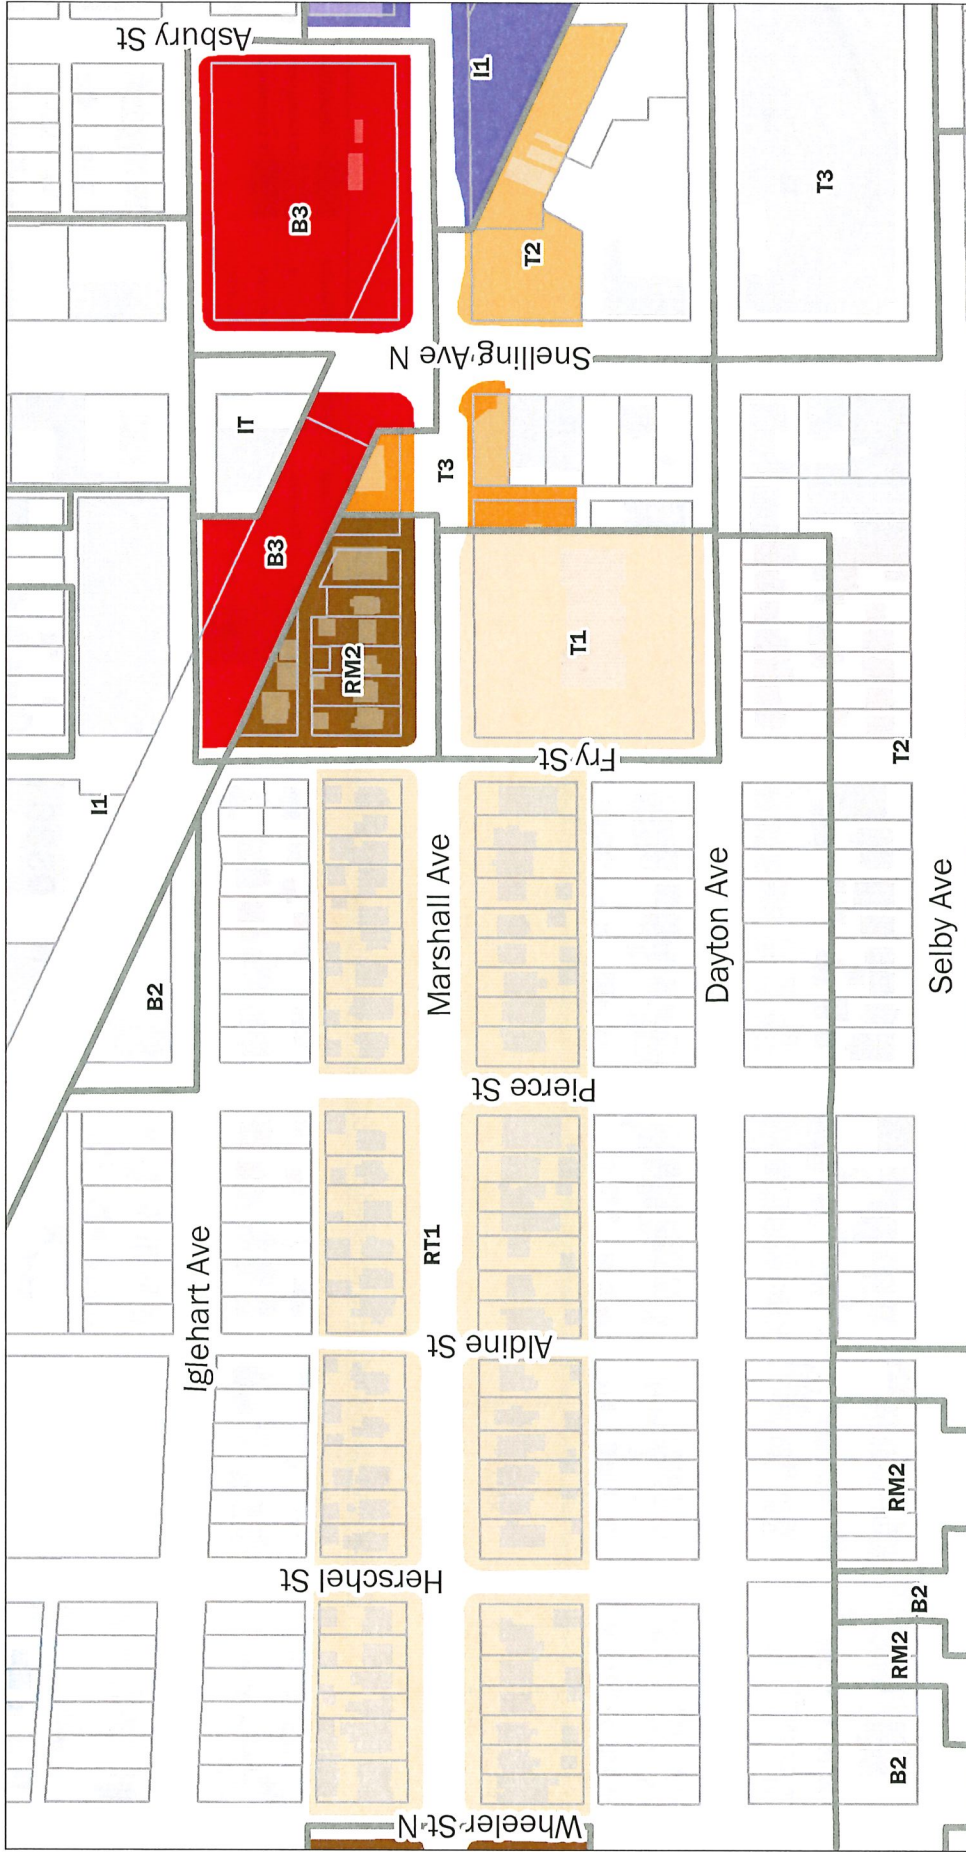 Asbury St
I1
B3
T2
T3
Snelling Ave N
IT
B3
T3
RM2
T1
Fry St
T2
I1
B2
Marshall Ave
Dayton Ave
Selby Ave
Pierce St
RT1
Iglehart Ave
Aldine St
RM2
Herschel St
B2
RM2
B2
Wheeler St N